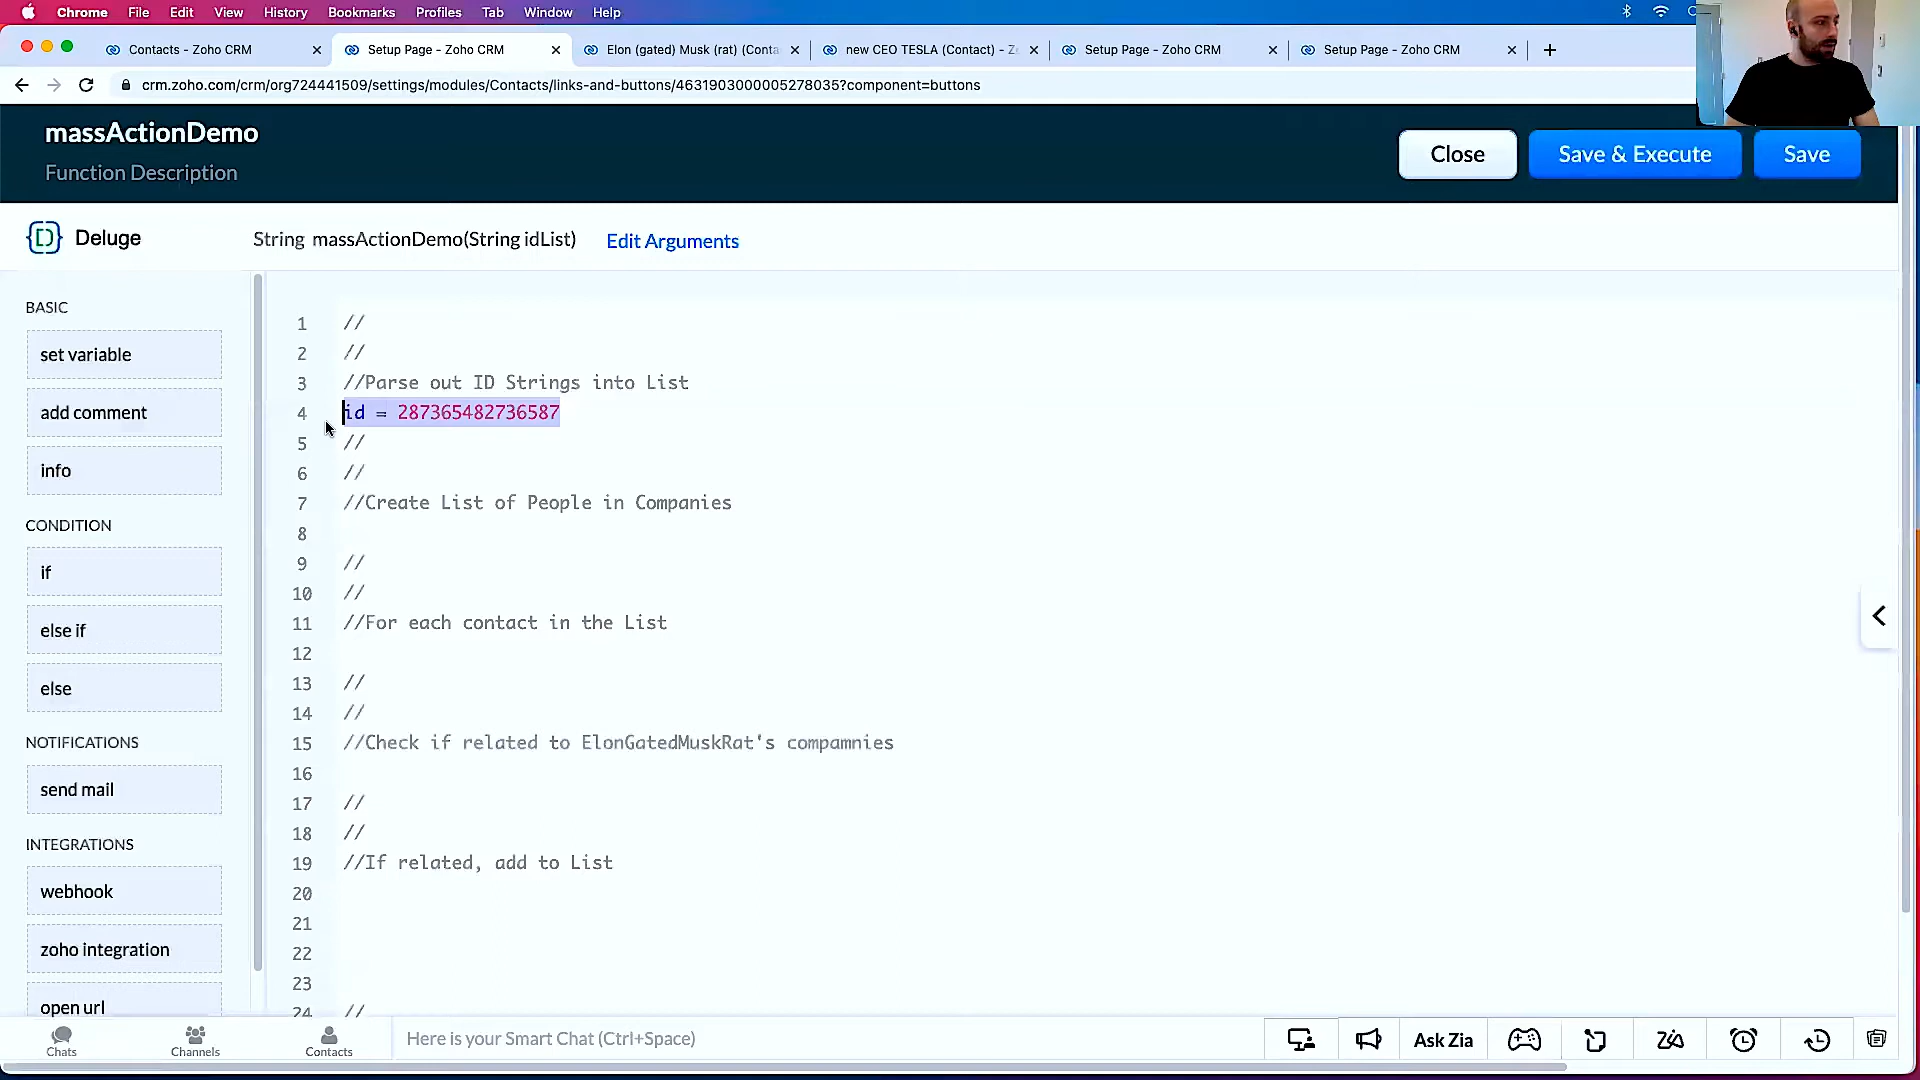 Chrome File Edit View History Bookmarks Profiles Tab Window Help
Contacts - Zoho CRM
Setup Page - Zoho CRM
Elon (gated) Musk (rat) (Conta
new CEO TESLA (Contact) - Z
Setup Page - Zoho CRM
Setup Page - Zoho CRM
crm.zoho.com/crm/org724441509/settings/modules/Contacts/links-and-buttons/4631903000005278035?component=buttons
massActionDemo
Function Description
Close
Save & Execute
Save
Deluge
String massActionDemo(String idList)
Edit Arguments
BASIC
set variable
add comment
info
CONDITION
if
else if
else
NOTIFICATIONS
send mail
INTEGRATIONS
webhook
zoho integration
open url
1 //
2 //
3 //Parse out ID Strings into List
4 id = 287365482736587
5 //
6 //
7 //Create List of People in Companies
8
9 //
10 //
11 //For each contact in the List
12
13 //
14 //
15 //Check if related to ElonGatedMuskRat's compamnies
16
17 //
18 //
19 //If related, add to List
20
21
22
23
24 //
Chats
Channels
Contacts
Here is your Smart Chat (Ctrl+Space)
Ask Zia